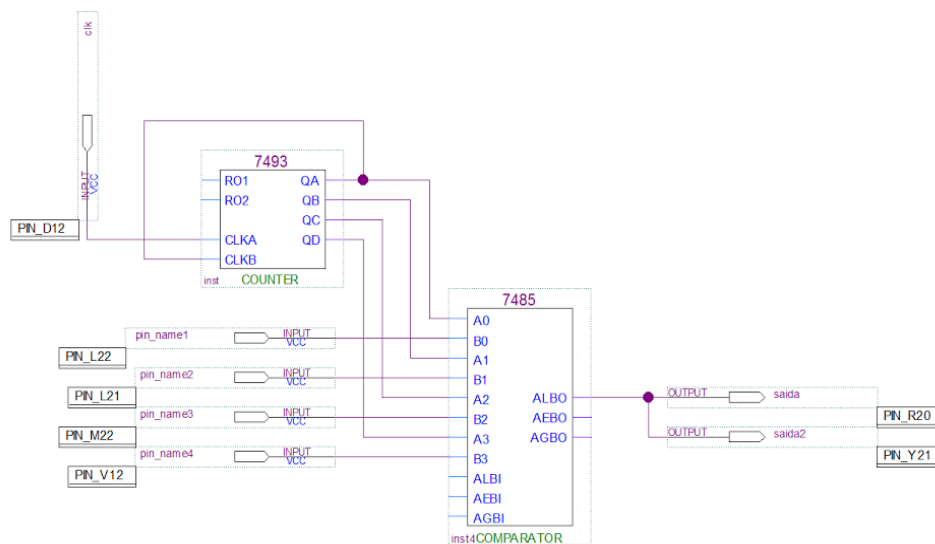 clk
INPUT
VCC
PIN_D12
7493
RO1 QA
RO2 QB
QC
CLKA QD
CLKB
inst COUNTER
7485
A0
pin_name1 INPUT B0
VCC
PIN_L22
A1
pin_name2 INPUT B1
VCC
PIN_L21
A2 ALBO OUTPUT saida
pin_name3 INPUT B2 AEBO
VCC
PIN_R20
PIN_M22
A3 AGBO OUTPUT saida2
pin_name4 INPUT B3
VCC
PIN_Y21
PIN_V12
ALBI
AEBI
AGBI
inst4 COMPARATOR